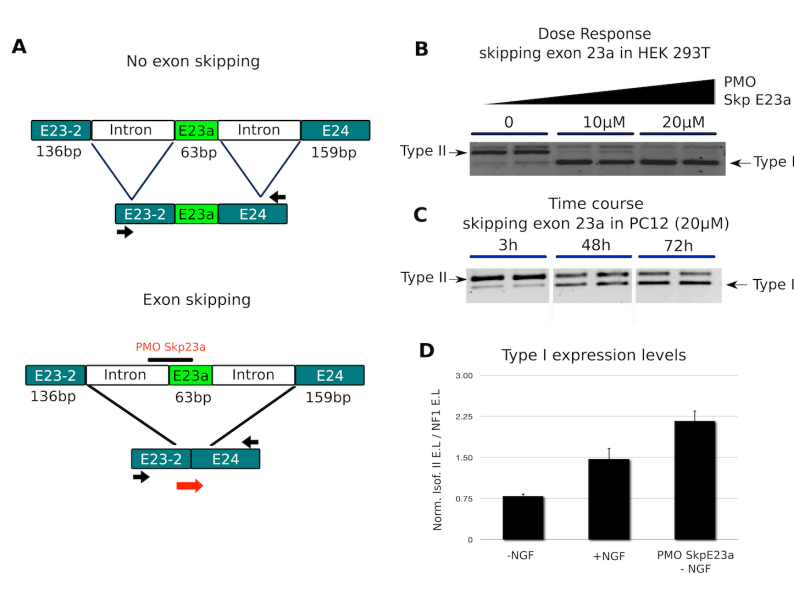 A
No exon skipping
E23-2
Intron
E23a
Intron
E24
136bp
63bp
159bp
E23-2
E23a
E24
Exon skipping
PMO Skp23a
E23-2
Intron
E23a
Intron
E24
136bp
63bp
159bp
E23-2
E24
B
Dose Response
skipping exon 23a in HEK 293T
PMO
Skp E23a
0
10µM
20µM
Type II
Type I
C
Time course
skipping exon 23a in PC12 (20µM)
3h
48h
72h
Type II
Type I
D
Type I expression levels
Norm. Isof. II E.L / NF1 E.L
3.00
2.25
1.50
0.75
0
-NGF
+NGF
PMO SkpE23a
- NGF